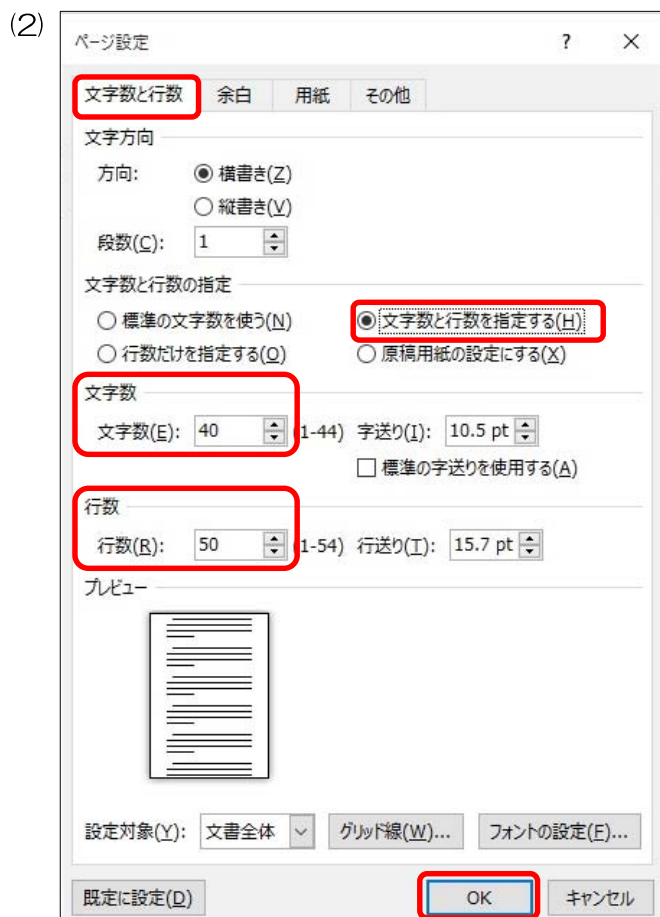 (2)
ページ設定 ? ×
文字数と行数 余白 用紙 その他
文字方向
方向: 横書き(Z)
縦書き(V)
段数(C): 1
文字数と行数の指定
標準の文字数を使う(N) 文字数と行数を指定する(H)
行数だけを指定する(O) 原稿用紙の設定にする(X)
文字数
文字数(E): 40 (1-44) 字送り(I): 10.5 pt
標準の字送りを使用する(A)
行数
行数(R): 50 (1-54) 行送り(T): 15.7 pt
プレビュー
設定対象(Y): 文書全体 グリッド線(W)... フォントの設定(F)...
既定に設定(D) OK キャンセル